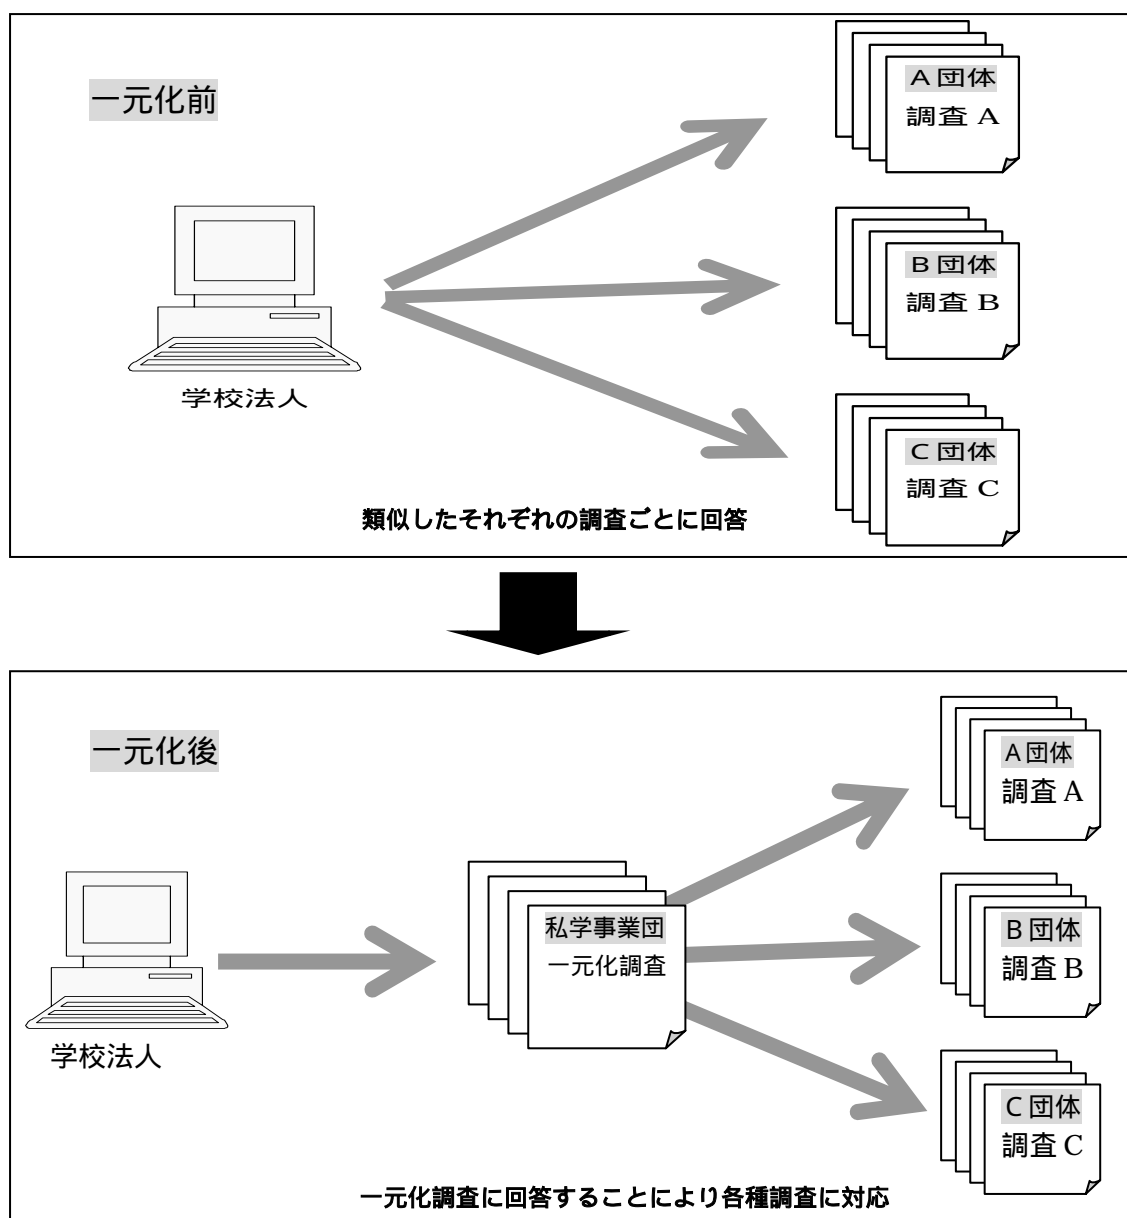 一元化前
A団体
調査 A
B団体
調査 B
C団体
調査 C
学校法人
類似したそれぞれの調査ごとに回答
一元化後
A団体
調査 A
B団体
調査 B
C団体
調査 C
私学事業団
一元化調査
学校法人
一元化調査に回答することにより各種調査に対応